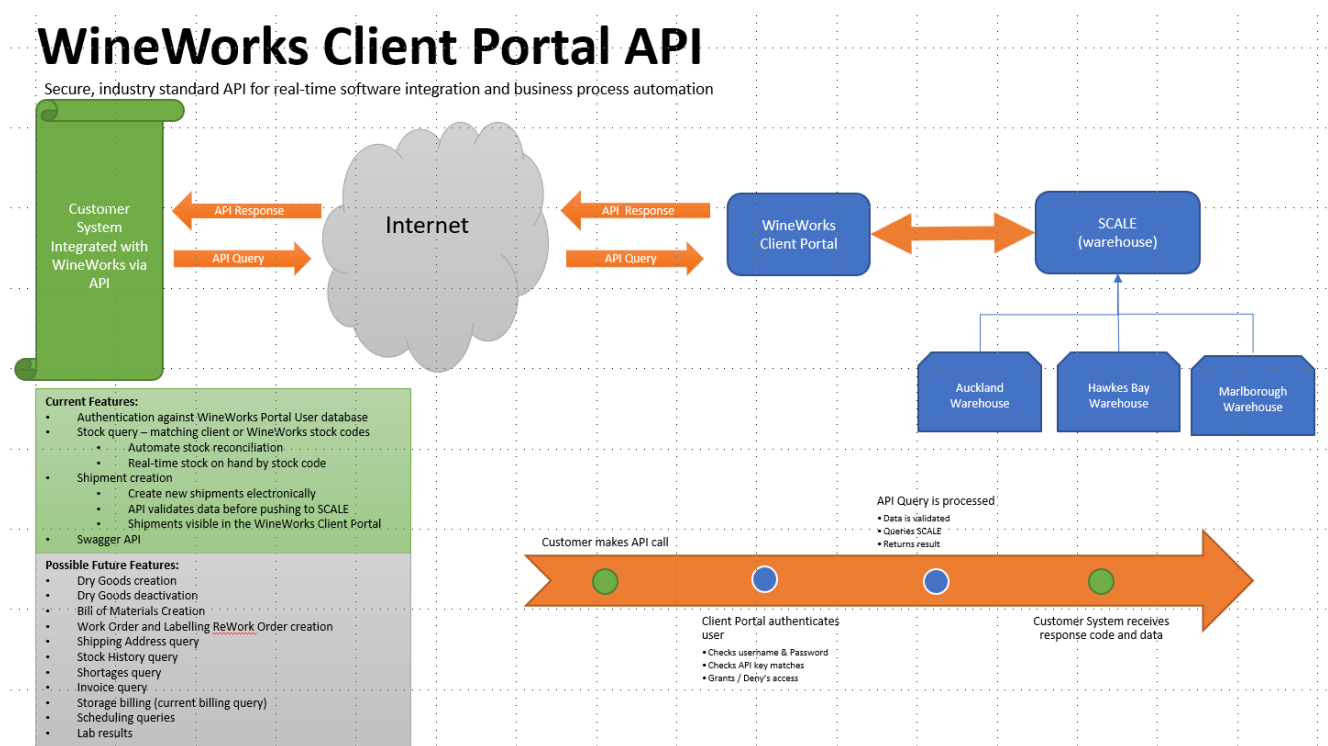 WineWorks Client Portal API
Secure, industry standard API for real-time software integration and business process automation
Customer
System
Integrated with
WineWorks via
API
API Response
API Query
Internet
API  Response
API Query
WineWorks
Client Portal
SCALE
(warehouse)
Auckland
Warehouse
Hawkes Bay
Warehouse
Marlborough
Warehouse
Current Features:
• Authentication against WineWorks Portal User database
• Stock query – matching client or WineWorks stock codes
• Automate stock reconciliation
• Real-time stock on hand by stock code
• Shipment creation
• Create new shipments electronically
• API validates data before pushing to SCALE
• Shipments visible in the WineWorks Client Portal
• Swagger API
Possible Future Features:
• Dry Goods creation
• Dry Goods deactivation
• Bill of Materials Creation
• Work Order and Labelling ReWork Order creation
• Shipping Address query
• Stock History query
• Shortages query
• Invoice query
• Storage billing (current billing query)
• Scheduling queries
• Lab results
Customer makes API call
Client Portal authenticates
user
• Checks username & Password
• Checks API key matches
• Grants / Deny's access
API Query is processed
• Data is validated
• Queries SCALE
• Returns result
Customer System receives
response code and data